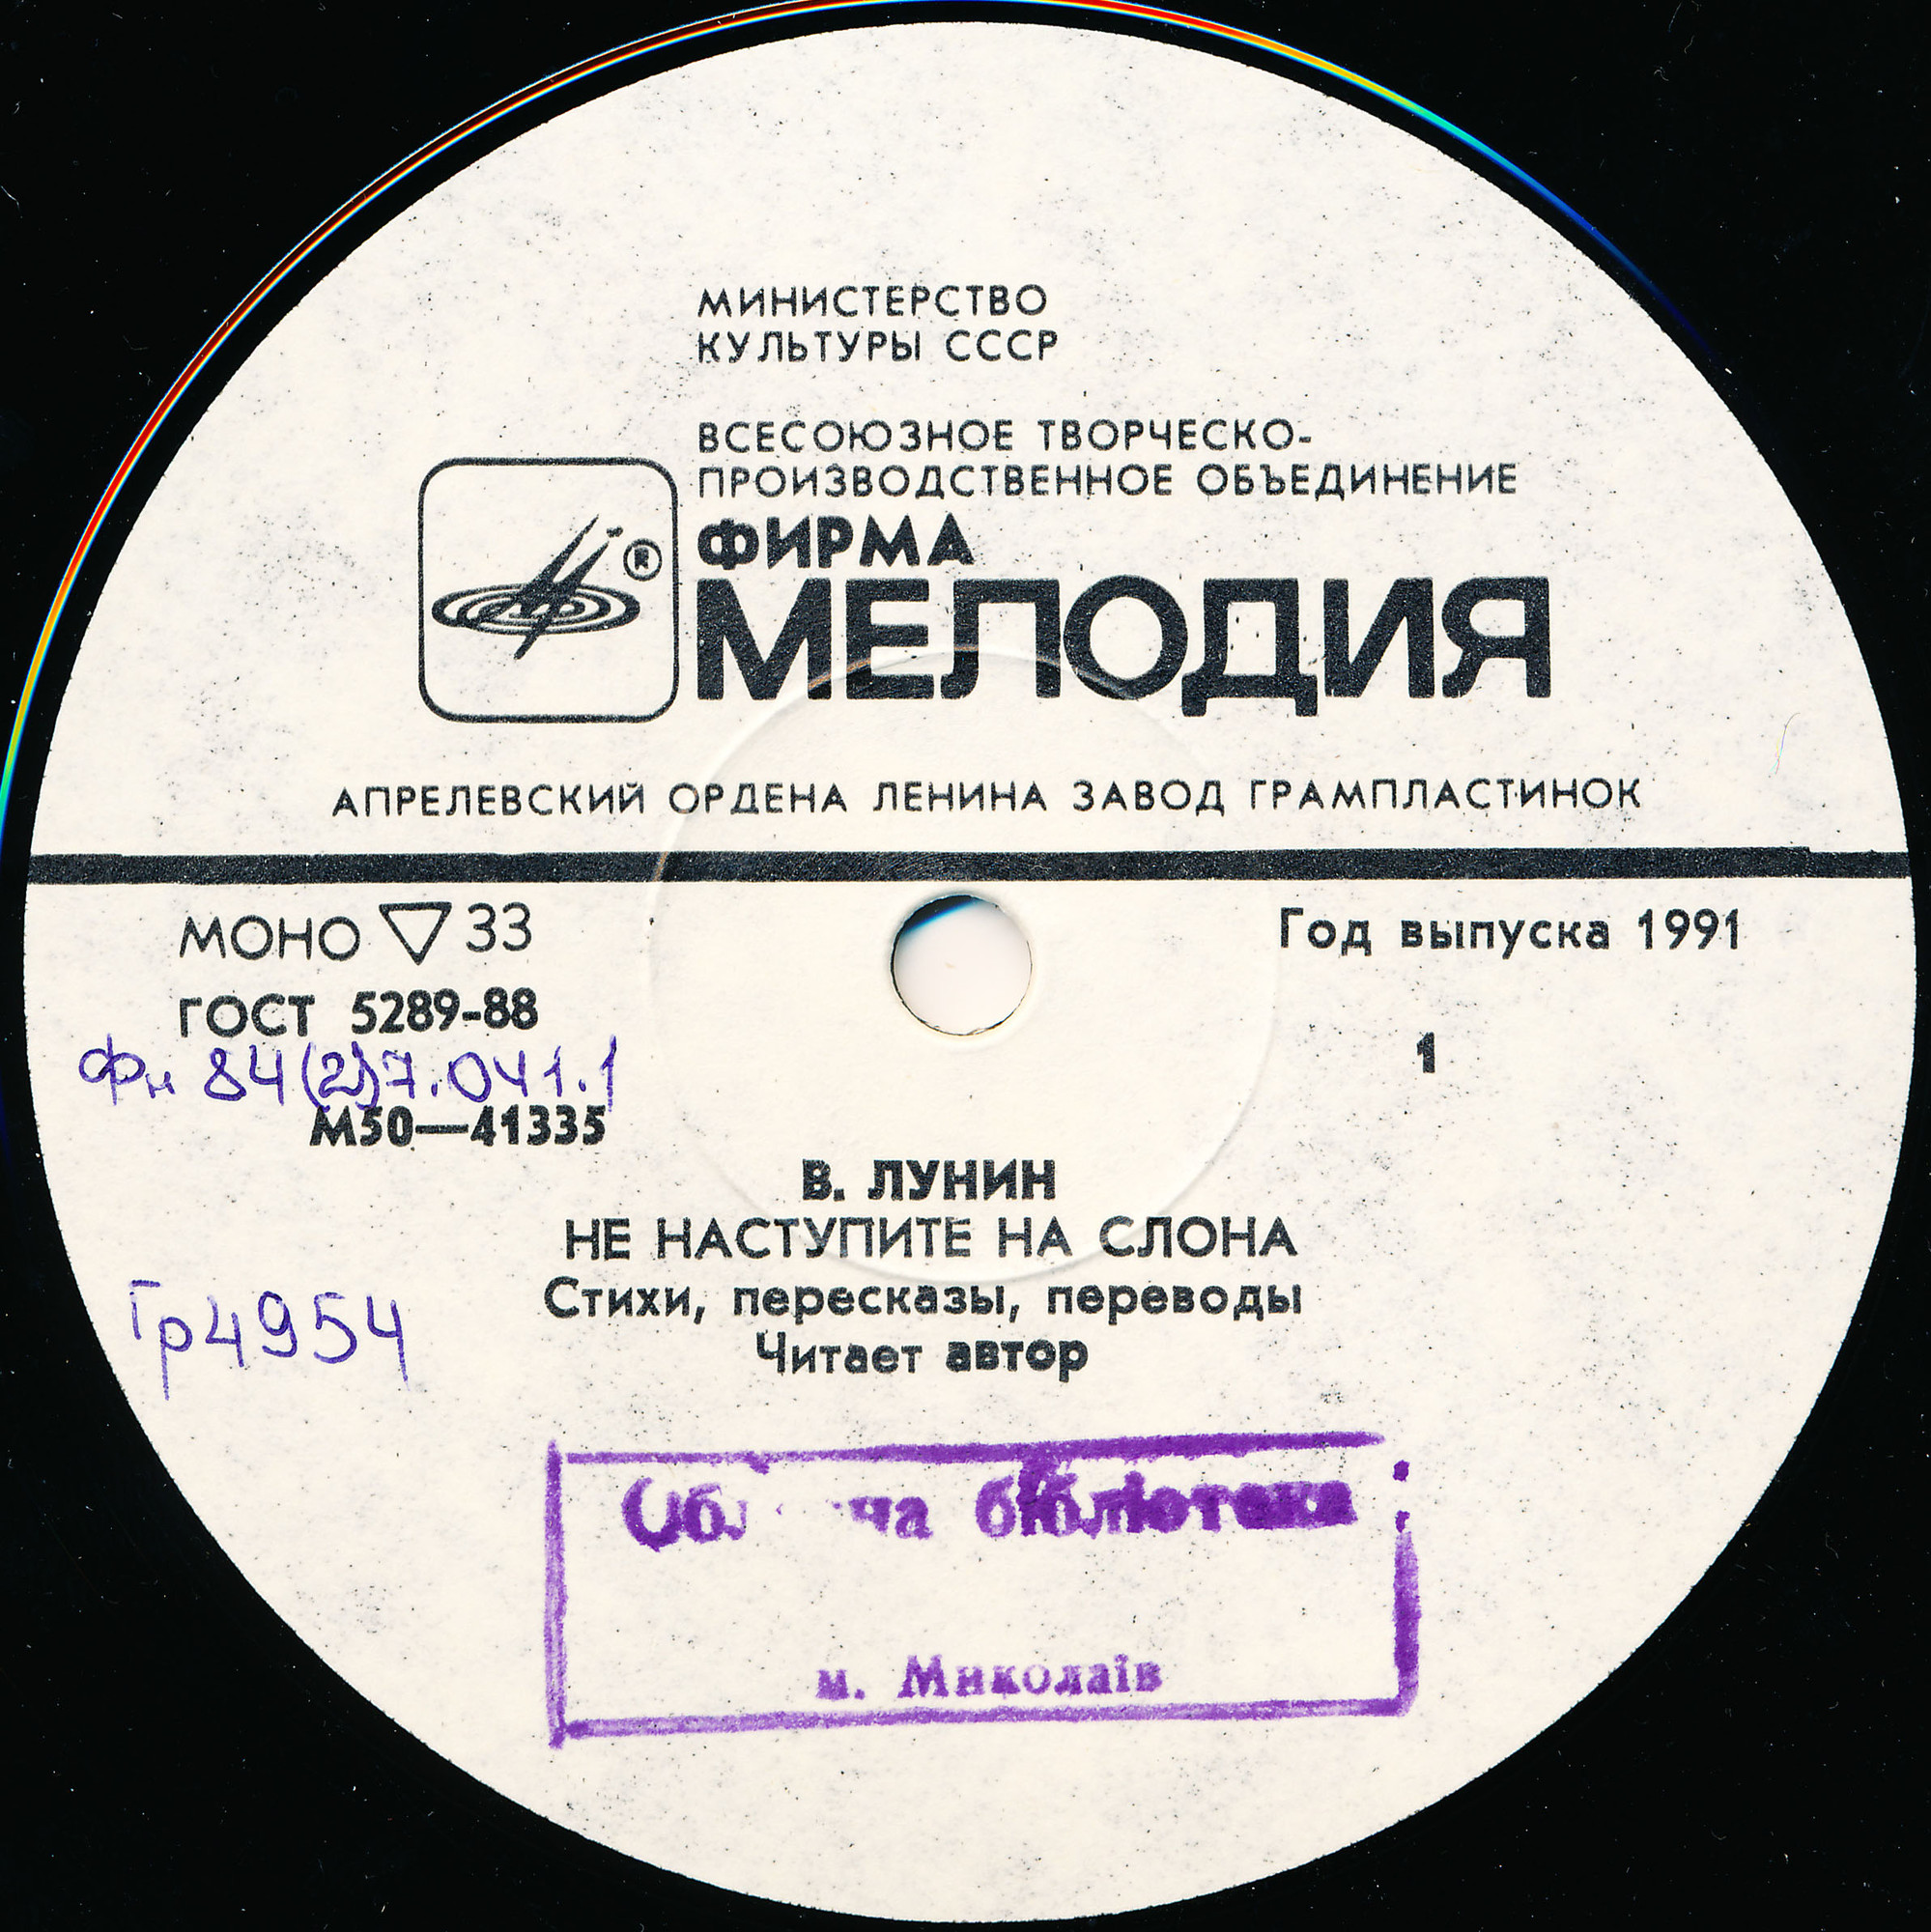 МИНИСТЕРСТВО
КУЛЬТУРЫ СССР
ВСЕСОЮЗНОЕ ТВОРЧЕСКО-
ПРОИЗВОДСТВЕННОЕ ОБЪЕДИНЕНИЕ
®
ФИРМА
МЕЛОДИЯ
АПРЕЛЕВСКИЙ ОРДЕНА ЛЕНИНА ЗАВОД ГРАМПЛАСТИНОК
МОНО ▽ 33
Год выпуска 1991
ГОСТ 5289-88
1
Фн 84(2)7.041.1
М50—41335
В. ЛУНИН
НЕ НАСТУПИТЕ НА СЛОНА
Стихи, пересказы, переводы
Читает автор
Гр4954
бібліотека
м. Миколаїв